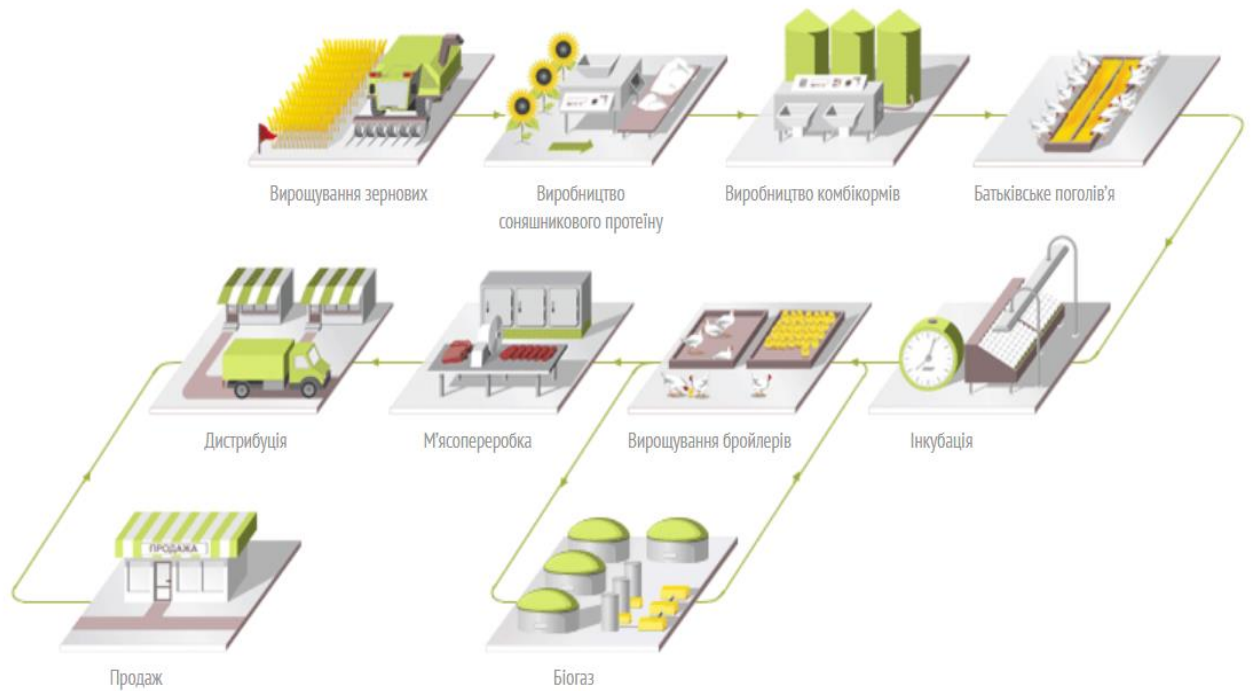 Вирощування зернових
Виробництво
соняшникового протеїну
Виробництво комбікормів
Батьківське поголів'я
Дистрибуція
М'ясопереробка
Вирощування бройлерів
Інкубація
ПРОДАЖА
Продаж
Біогаз